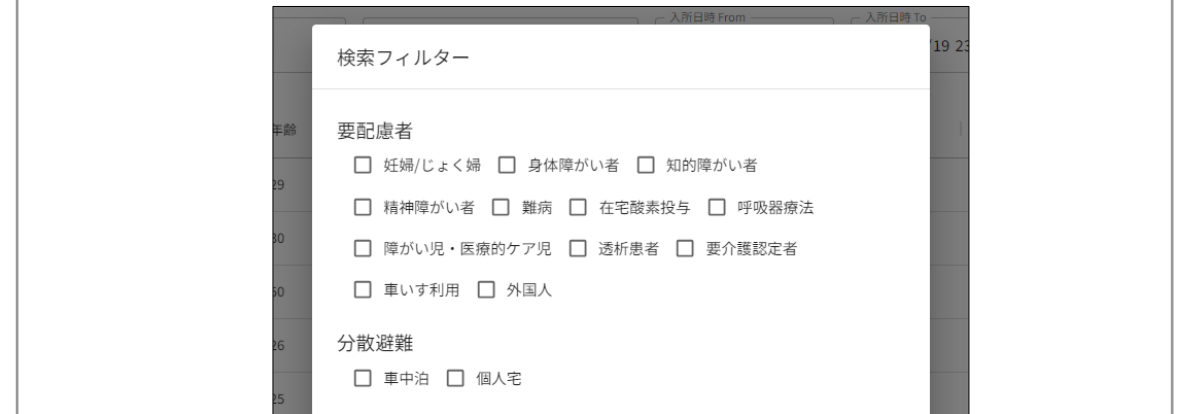 入所日時 From 入所日時 To
19 23
検索フィルター
年齢
要配慮者
妊婦/じょく婦 身体障がい者 知的障がい者
29
精神障がい者 難病 在宅酸素投与 呼吸器療法
30
障がい児・医療的ケア児 透析患者 要介護認定者
車いす利用 外国人
26
分散避難
車中泊 個人宅
25